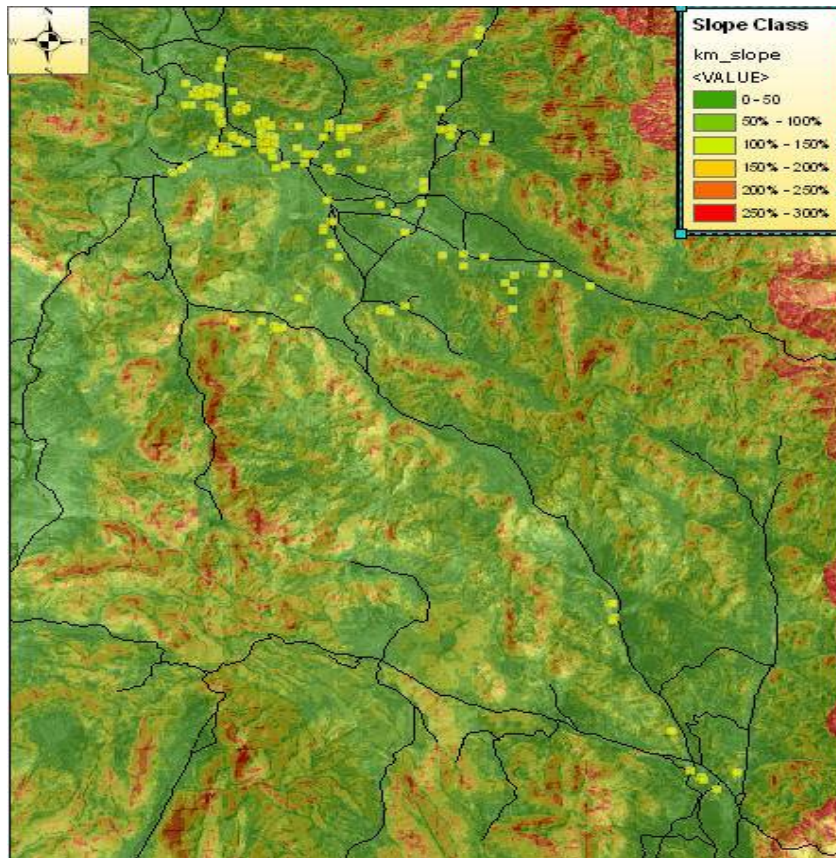 N
W E
S
Slope Class
km_slope
<VALUE>
0 - 50
50% - 100%
100% - 150%
150% - 200%
200% - 250%
250% - 300%